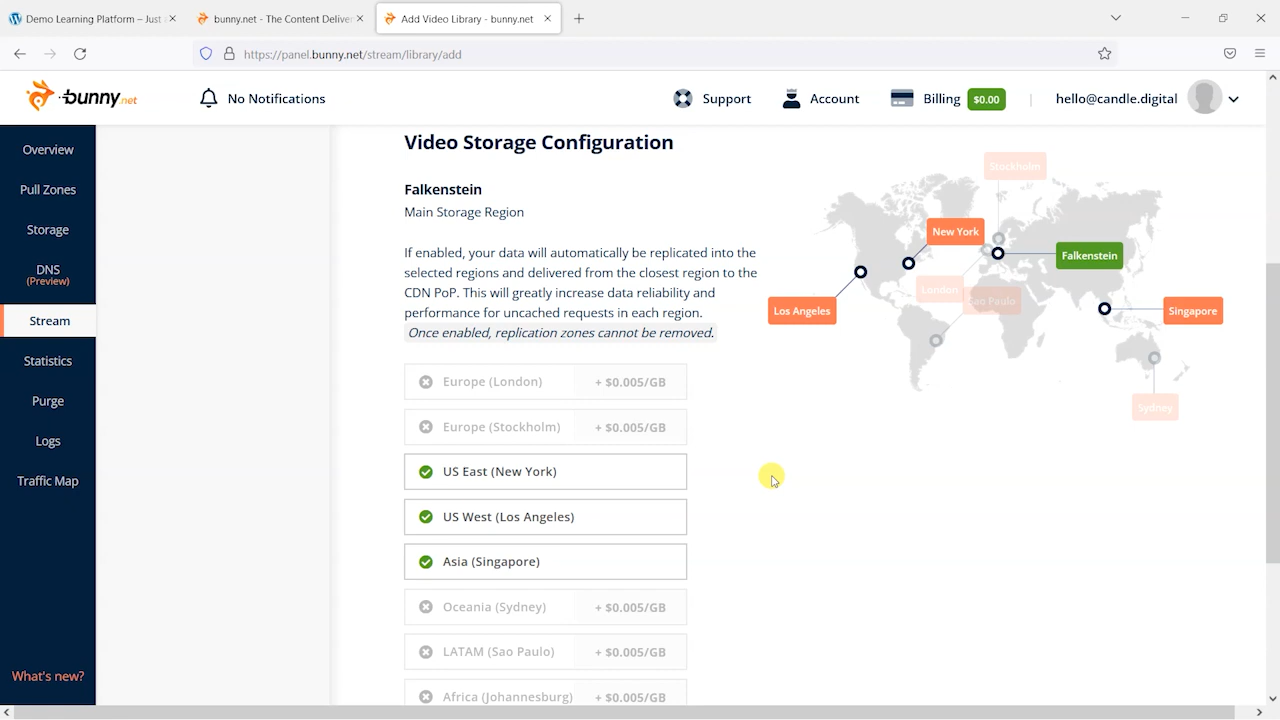 Demo Learning Platform – Just
bunny.net - The Content Deliver
Add Video Library - bunny.net
https://panel.bunny.net/stream/library/add
bunny.net
No Notifications
Support
Account
Billing
$0.00
hello@candle.digital
Overview
Pull Zones
Storage
DNS
(Preview)
Stream
Statistics
Purge
Logs
Traffic Map
What's new?
Video Storage Configuration
Falkenstein
Main Storage Region
If enabled, your data will automatically be replicated into the
selected regions and delivered from the closest region to the
CDN PoP. This will greatly increase data reliability and
performance for uncached requests in each region.
Once enabled, replication zones cannot be removed.
Europe (London) + $0.005/GB
Europe (Stockholm) + $0.005/GB
US East (New York)
US West (Los Angeles)
Asia (Singapore)
Oceania (Sydney) + $0.005/GB
LATAM (Sao Paulo) + $0.005/GB
Africa (Johannesburg) + $0.005/GB
Stockholm
New York
Falkenstein
London
Sao Paulo
Los Angeles
Singapore
Sydney